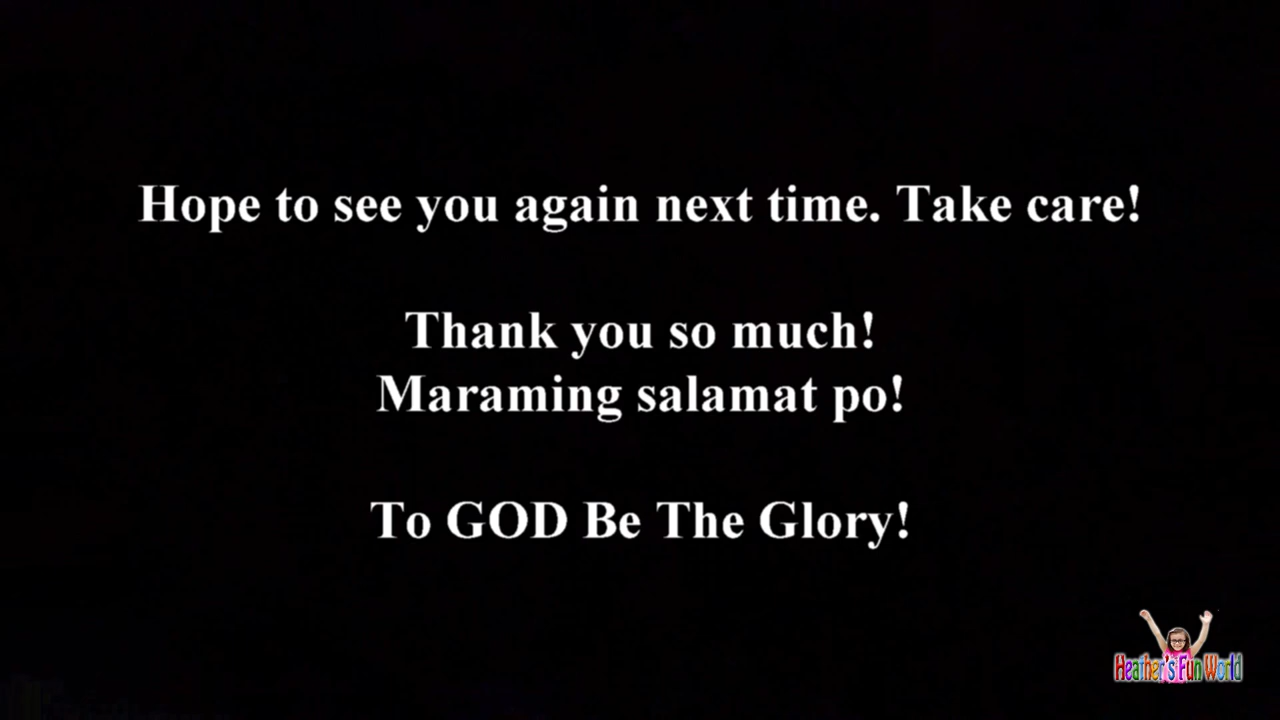 Hope to see you again next time. Take care!
Thank you so much!
Maraming salamat po!
To GOD Be The Glory!
Heather's Fun World